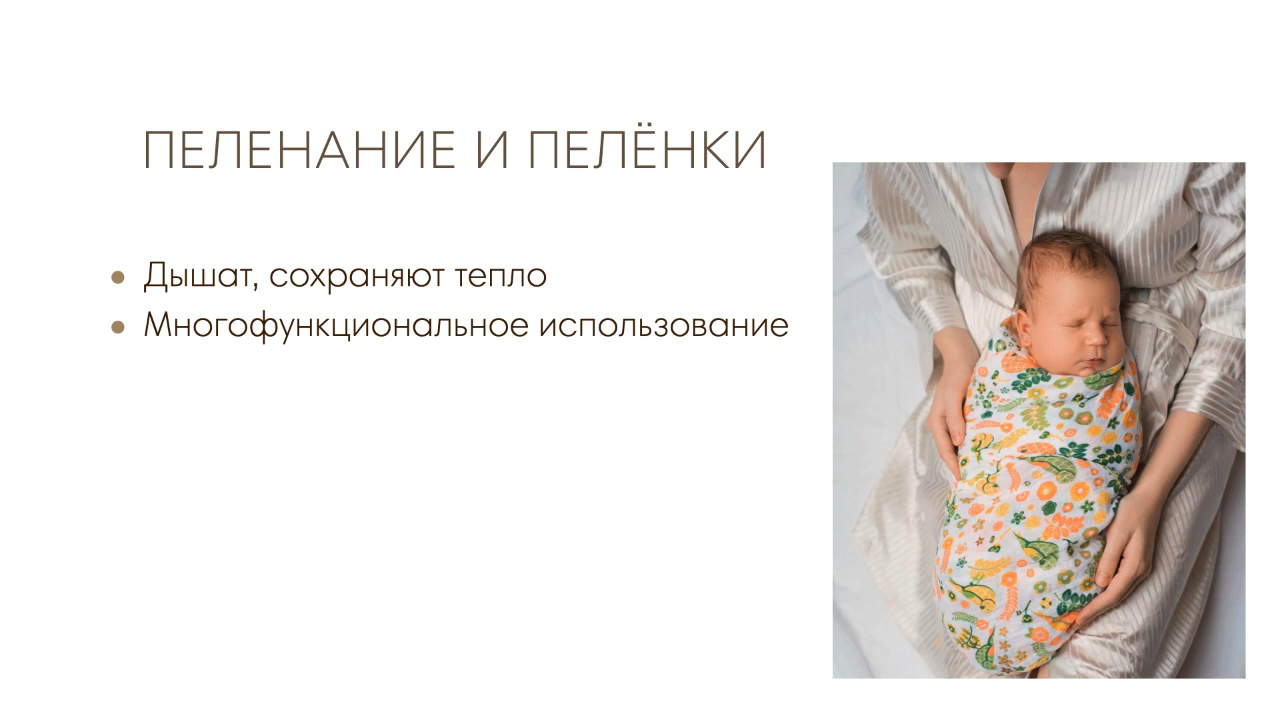 ПЕЛЕНАНИЕ И ПЕЛЁНКИ
Дышат, сохраняют тепло
Многофункциональное использование